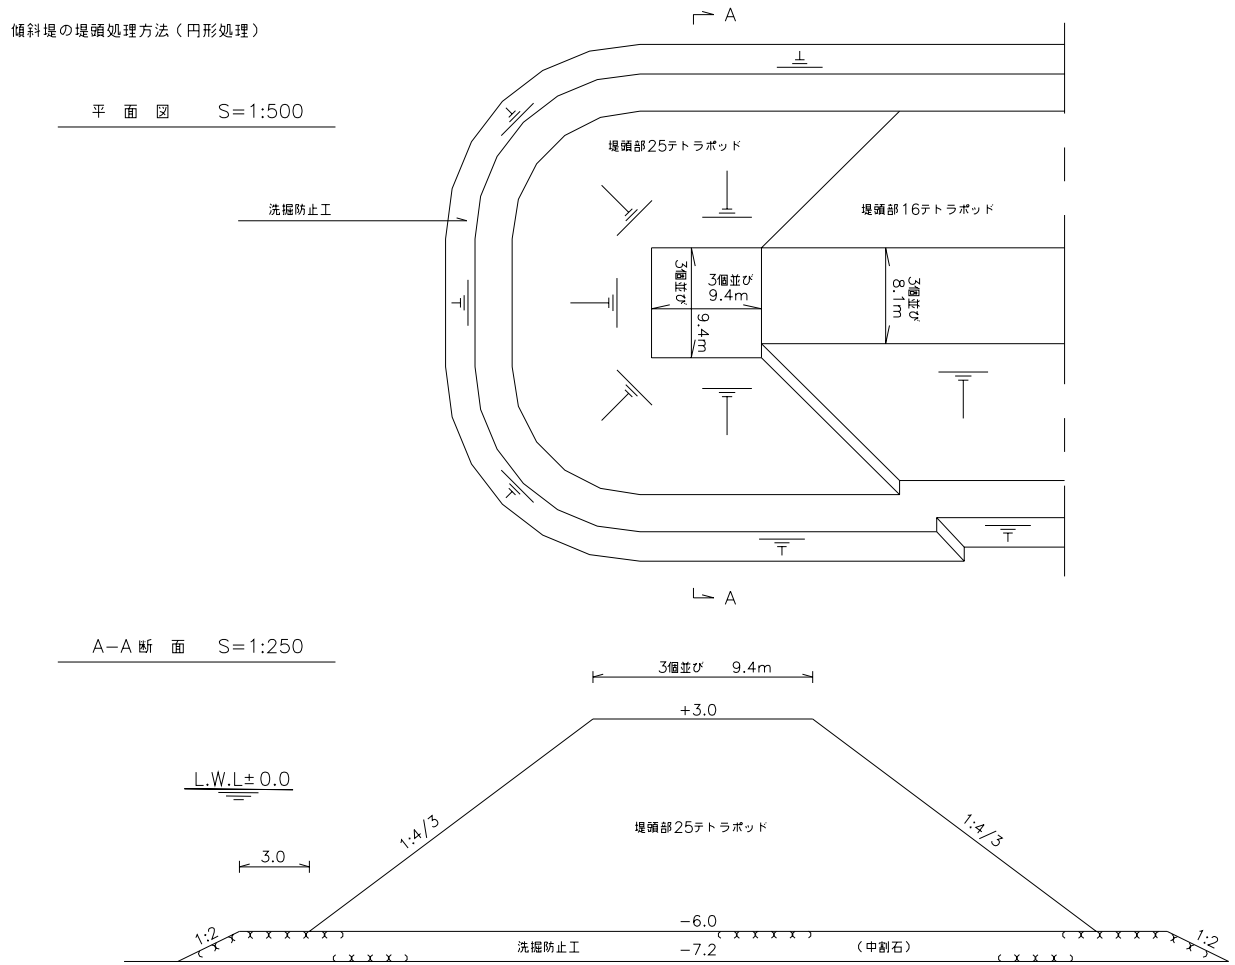 傾斜堤の堤頭処理方法（円形処理）
A
平 面 図 S=1:500
堤頭部25テトラポッド
洗掘防止工
堤頭部16テトラポッド
3個並び
9.4m
3個並び
9.4m
3個並び
8.1m
A
A-A断 面 S=1:250
3個並び 9.4m
+3.0
L.W.L±0.0
1:4/3
堤頭部25テトラポッド
1:4/3
3.0
1:2
-6.0
1:2
洗掘防止工
-7.2
（中割石）